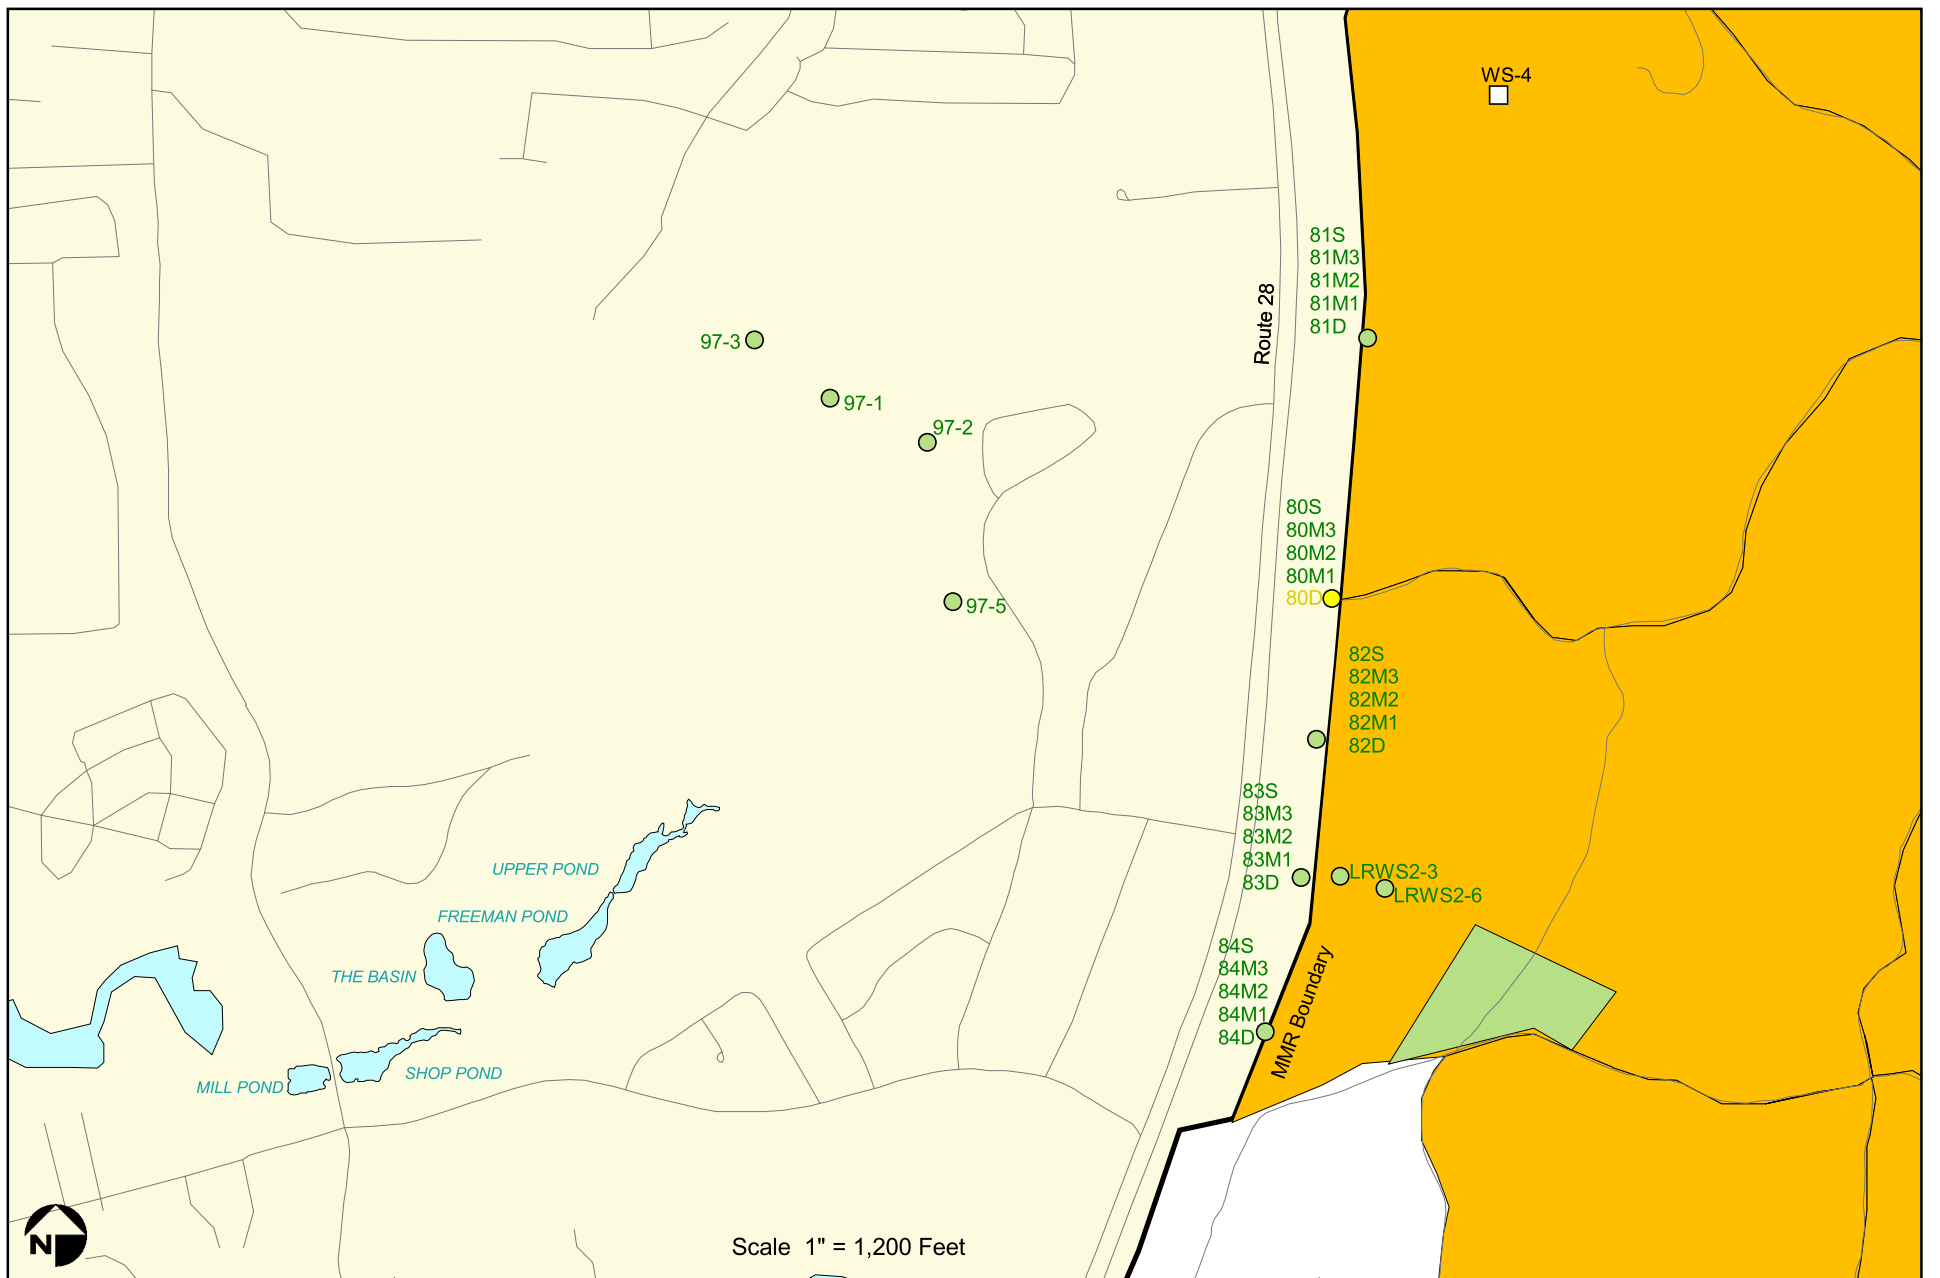 WS-4
81S
81M3
81M2
81M1
81D
Route 28
97-3
97-1
97-2
80S
80M3
80M2
80M1
80D
97-5
82S
82M3
82M2
82M1
82D
83S
83M3
83M2
83M1
83D
LRWS2-3
LRWS2-6
UPPER POND
FREEMAN POND
THE BASIN
84S
84M3
84M2
84M1
84D
MMR Boundary
SHOP POND
MILL POND
N
Scale 1" = 1,200 Feet